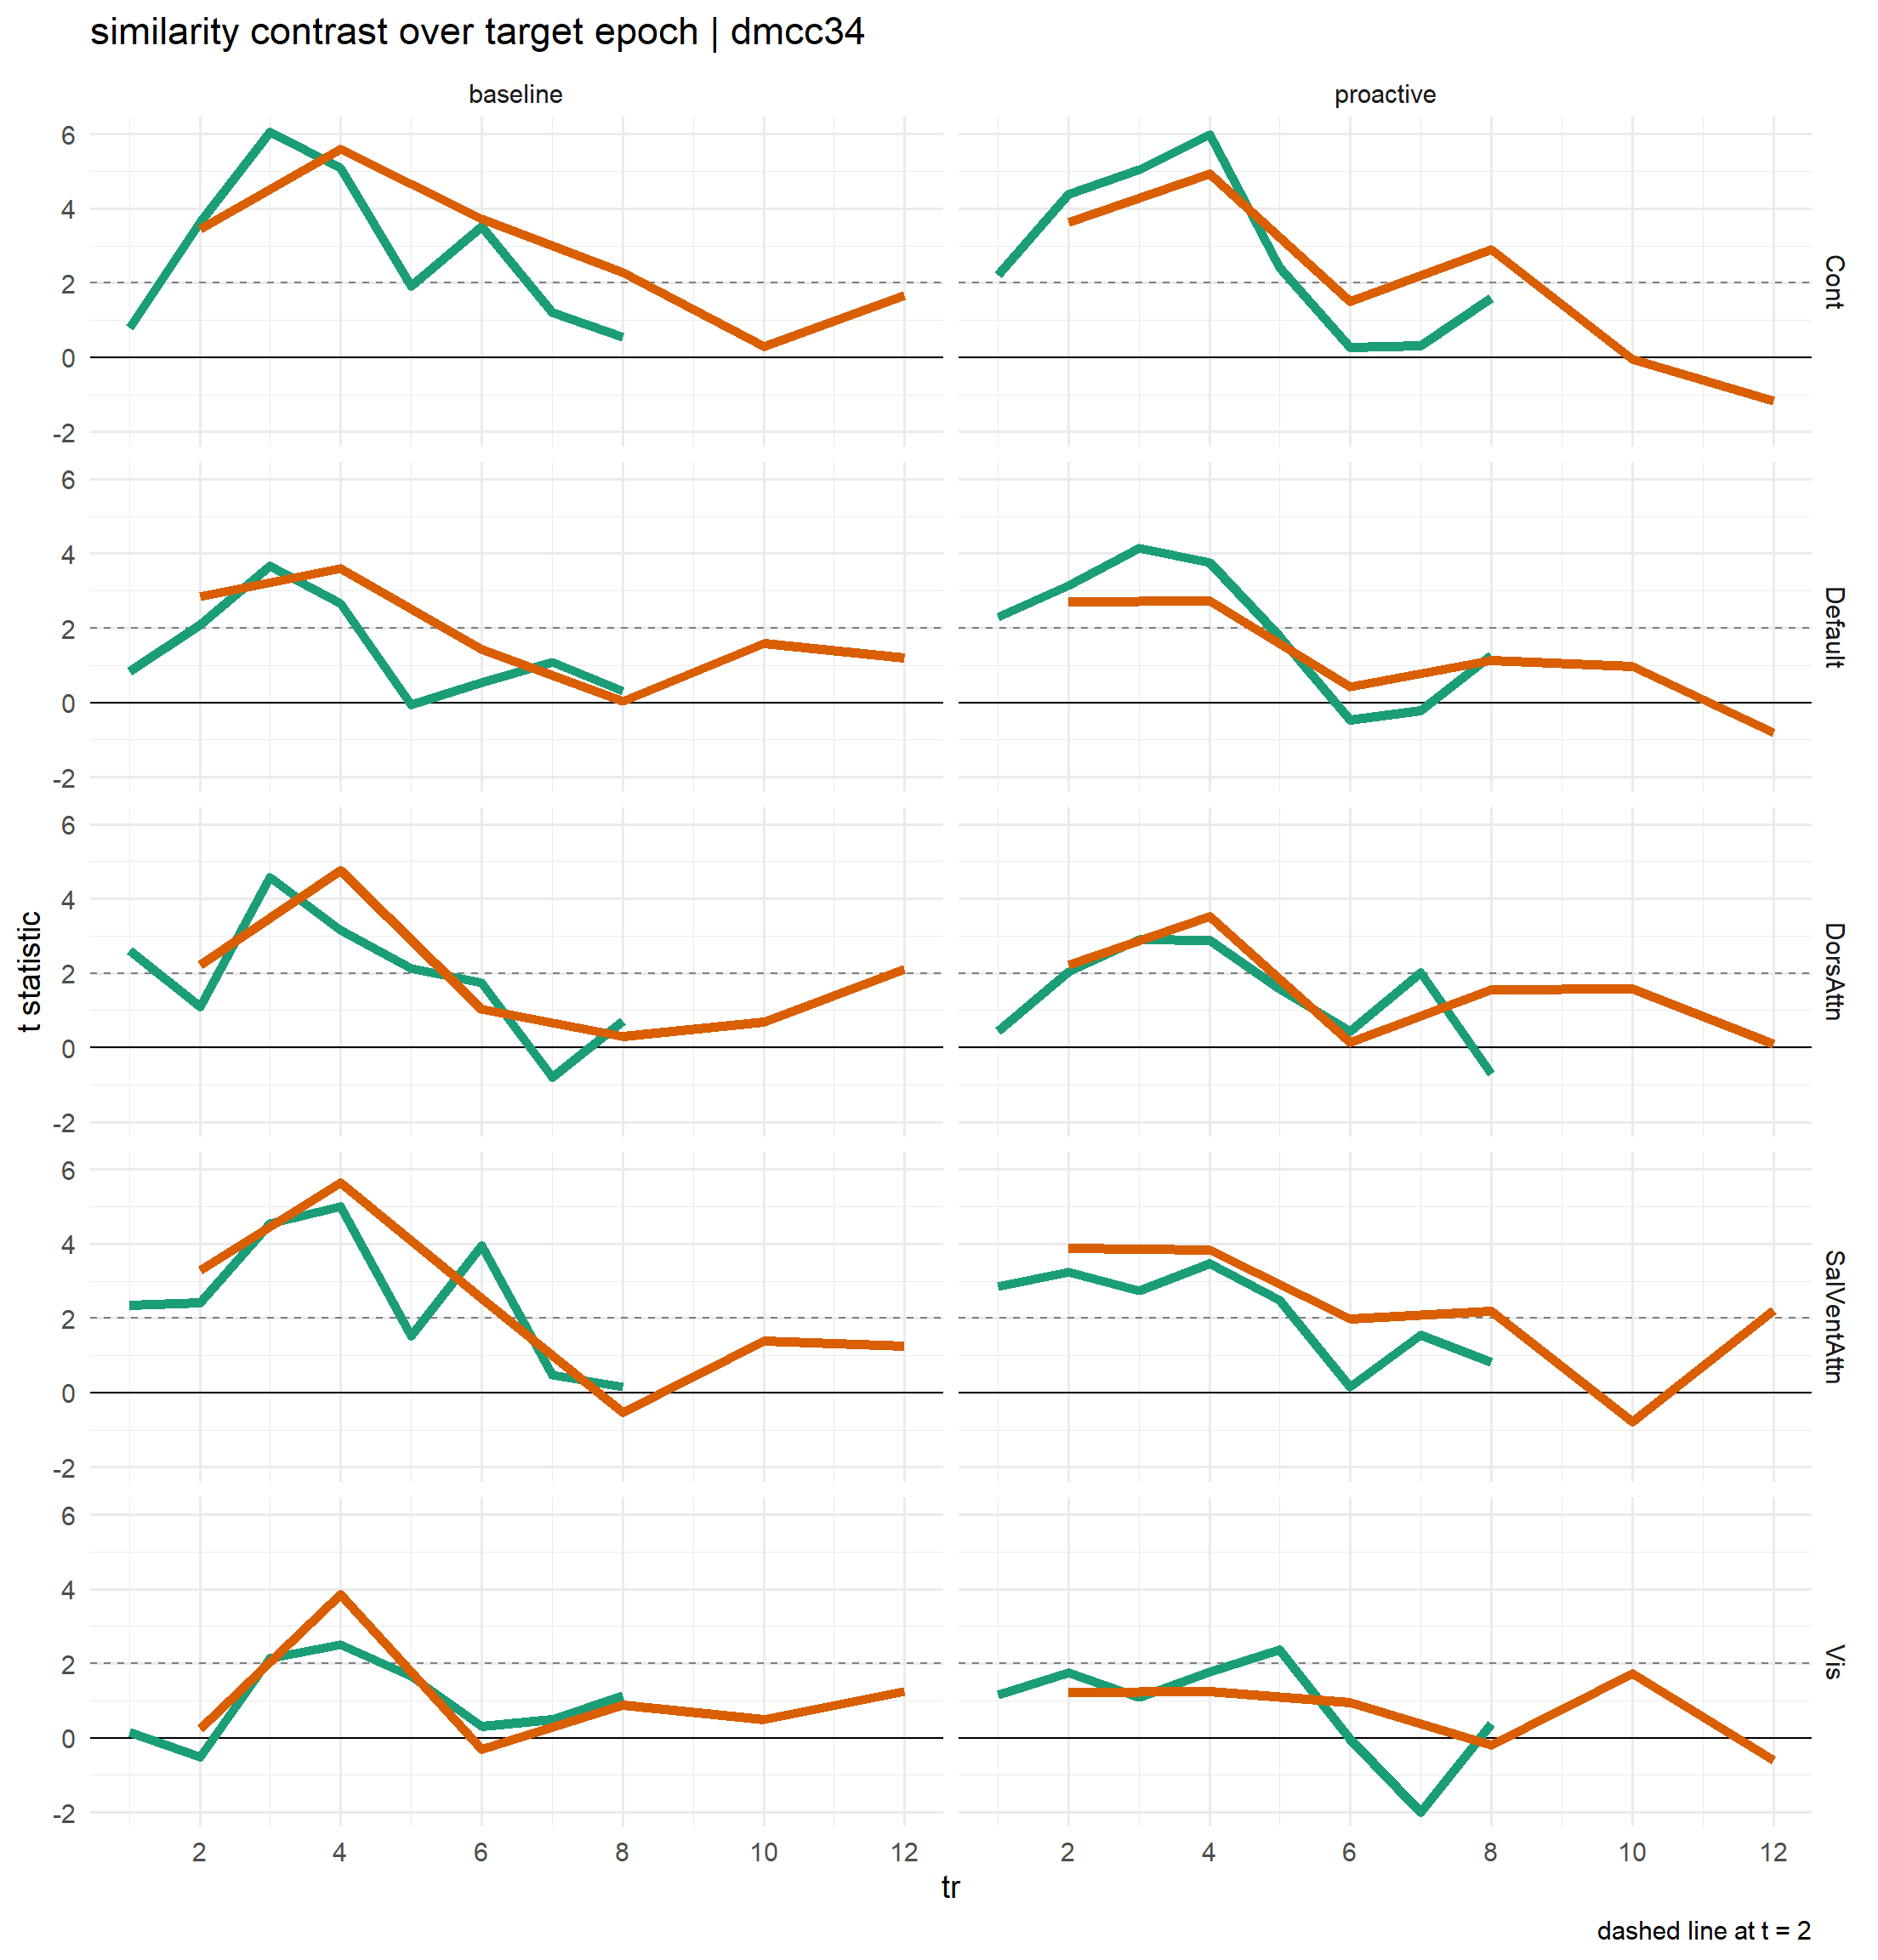 similarity contrast over target epoch | dmcc34
baseline
proactive
6
4
2
0
-2
Cont
6
4
2
0
-2
Default
t statistic
6
4
2
0
-2
DorsAttn
6
4
2
0
-2
SalVentAttn
6
4
2
0
-2
Vis
2 4 6 8 10 12
2 4 6 8 10 12
tr
dashed line at t = 2